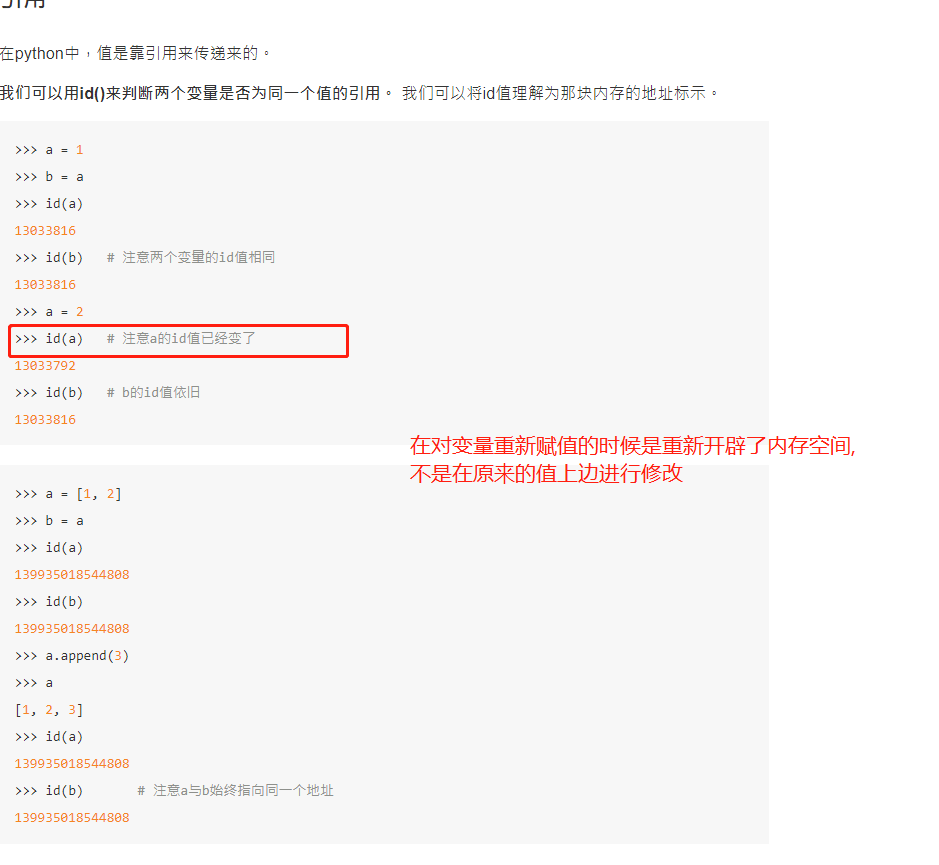 引用
在python中，值是靠引用来传递来的。
我们可以用id()来判断两个变量是否为同一个值的引用。 我们可以将id值理解为那块内存的地址标示。
>>> a = 1
>>> b = a
>>> id(a)
13033816
>>> id(b)   # 注意两个变量的id值相同
13033816
>>> a = 2
>>> id(a)   # 注意a的id值已经变了
13033792
>>> id(b)   # b的id值依旧
13033816
在对变量重新赋值的时候是重新开辟了内存空间,
不是在原来的值上边进行修改
>>> a = [1, 2]
>>> b = a
>>> id(a)
139935018544808
>>> id(b)
139935018544808
>>> a.append(3)
>>> a
[1, 2, 3]
>>> id(a)
139935018544808
>>> id(b)       # 注意a与b始终指向同一个地址
139935018544808